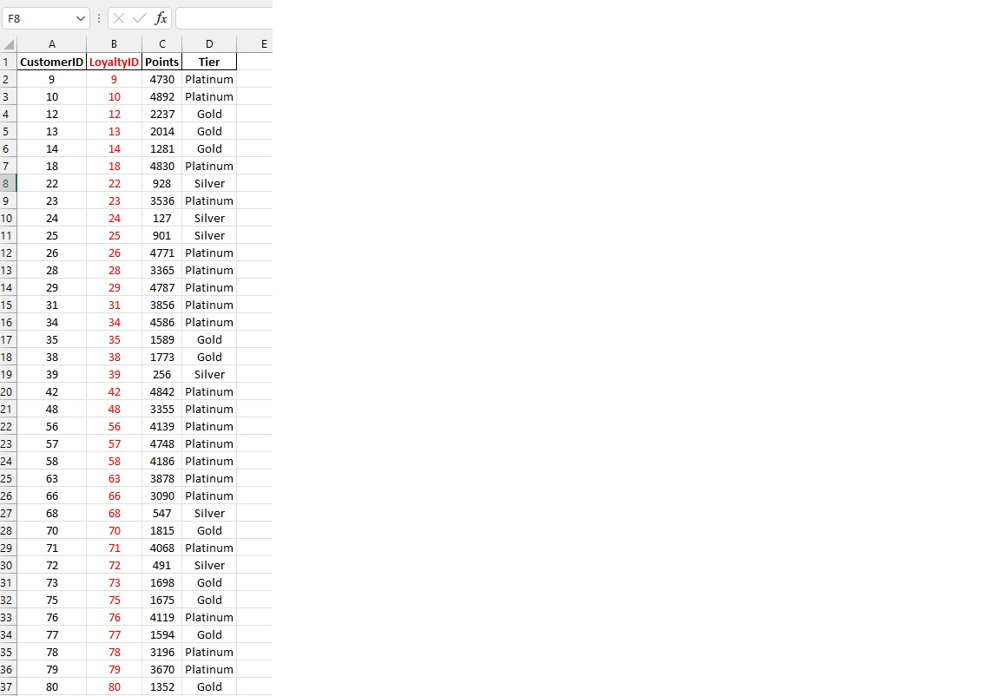 F8 fx
A B C D E
1 CustomerID LoyaltyID Points Tier
2 9 9 4730 Platinum
3 10 10 4892 Platinum
4 12 12 2237 Gold
5 13 13 2014 Gold
6 14 14 1281 Gold
7 18 18 4830 Platinum
8 22 22 928 Silver
9 23 23 3536 Platinum
10 24 24 127 Silver
11 25 25 901 Silver
12 26 26 4771 Platinum
13 28 28 3365 Platinum
14 29 29 4787 Platinum
15 31 31 3856 Platinum
16 34 34 4586 Platinum
17 35 35 1589 Gold
18 38 38 1773 Gold
19 39 39 256 Silver
20 42 42 4842 Platinum
21 48 48 3355 Platinum
22 56 56 4139 Platinum
23 57 57 4748 Platinum
24 58 58 4186 Platinum
25 63 63 3878 Platinum
26 66 66 3090 Platinum
27 68 68 547 Silver
28 70 70 1815 Gold
29 71 71 4068 Platinum
30 72 72 491 Silver
31 73 73 1698 Gold
32 75 75 1675 Gold
33 76 76 4119 Platinum
34 77 77 1594 Gold
35 78 78 3196 Platinum
36 79 79 3670 Platinum
37 80 80 1352 Gold